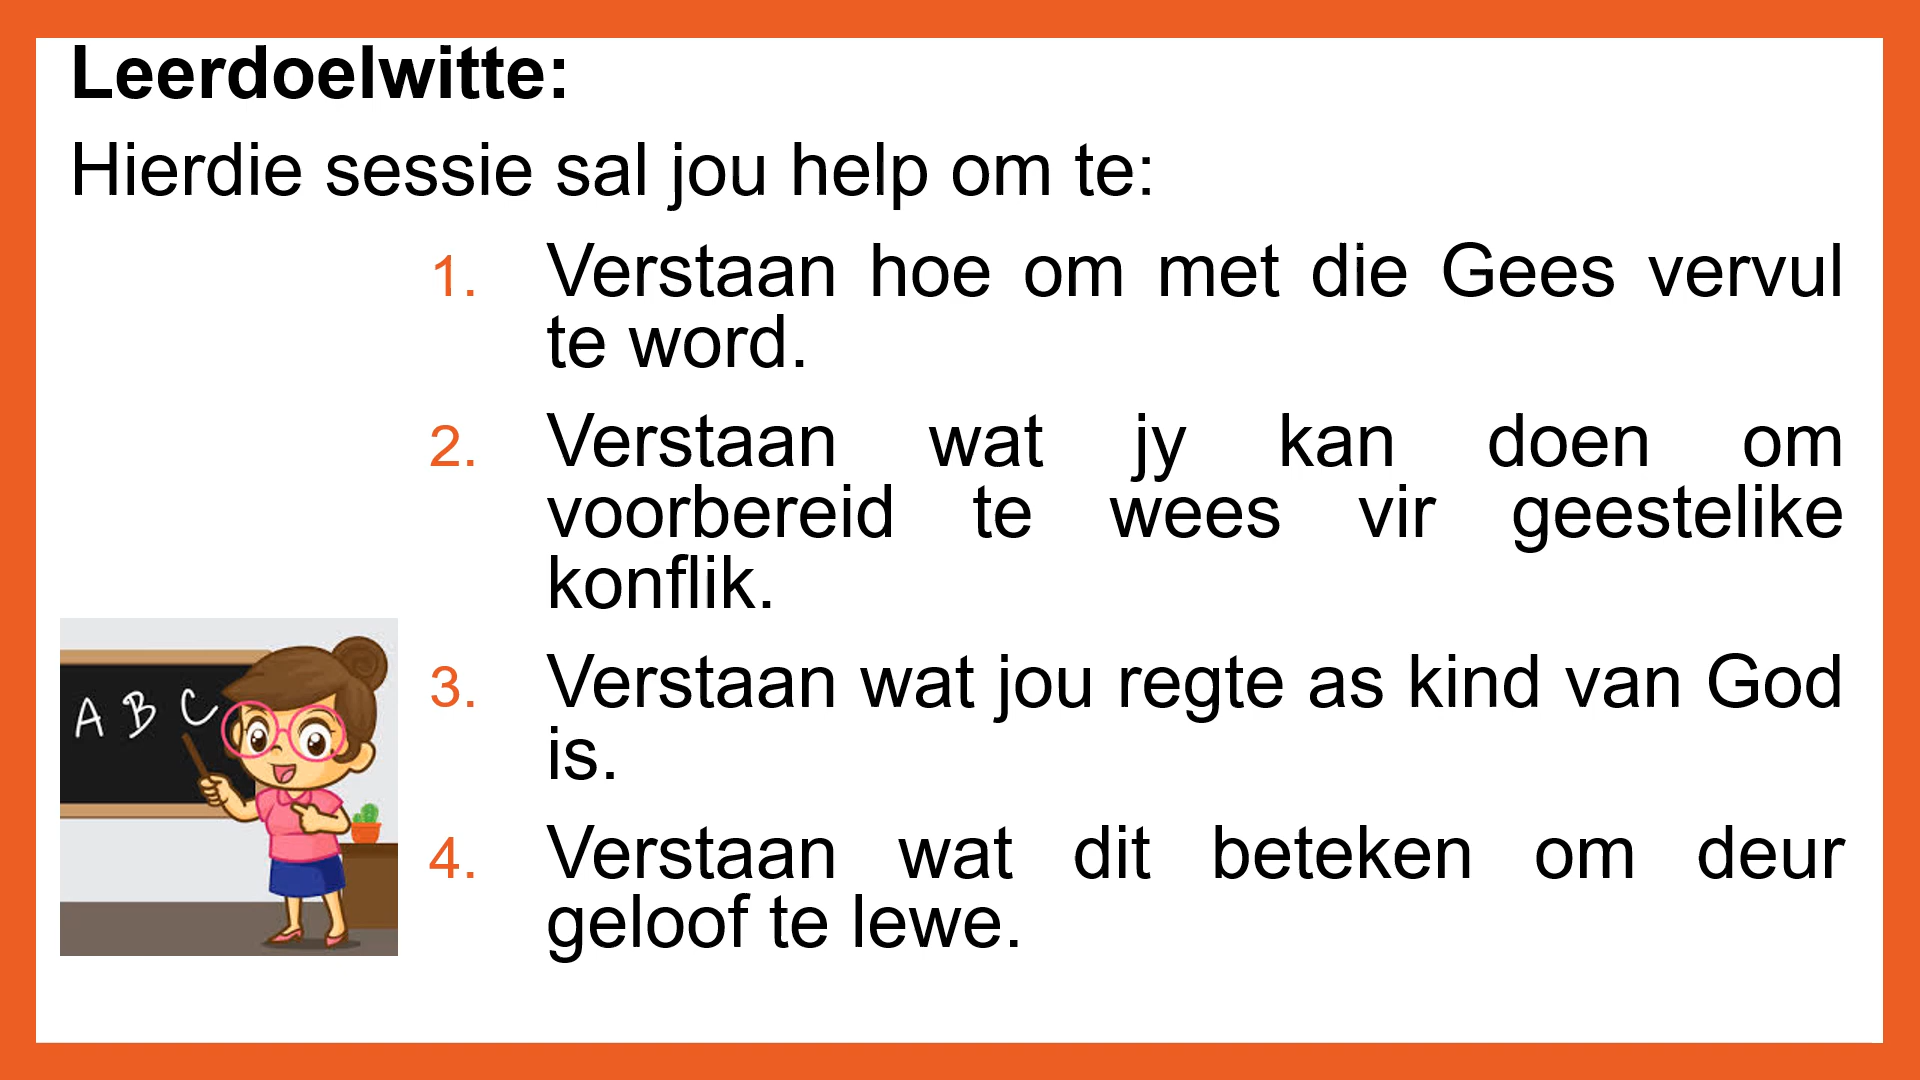 Leerdoelwitte:
Hierdie sessie sal jou help om te:
1. Verstaan hoe om met die Gees vervul
te word.
2. Verstaan wat jy kan doen om
voorbereid te wees vir geestelike
konflik.
3. Verstaan wat jou regte as kind van God
is.
4. Verstaan wat dit beteken om deur
geloof te lewe.
A B C